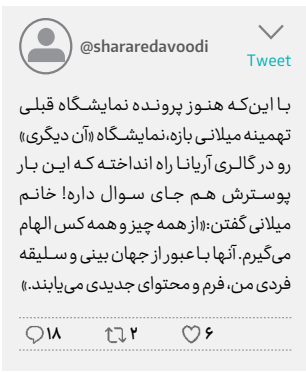 @shararedavoodi
Tweet
با این‌که هنوز پرونده نمایشگاه قبلی
تهمینه میلانی بازه،نمایشگاه «آن دیگری»
رو در گالری آریانا راه انداخته که این بار
پوسترش هم جای سوال داره! خانم
میلانی گفتن:«از همه چیز و همه کس الهام
می‌گیرم. آنها با عبور از جهان بینی و سلیقه
فردی من، فرم و محتوای جدیدی می‌یابند.»
۱۸ ۲ ۶